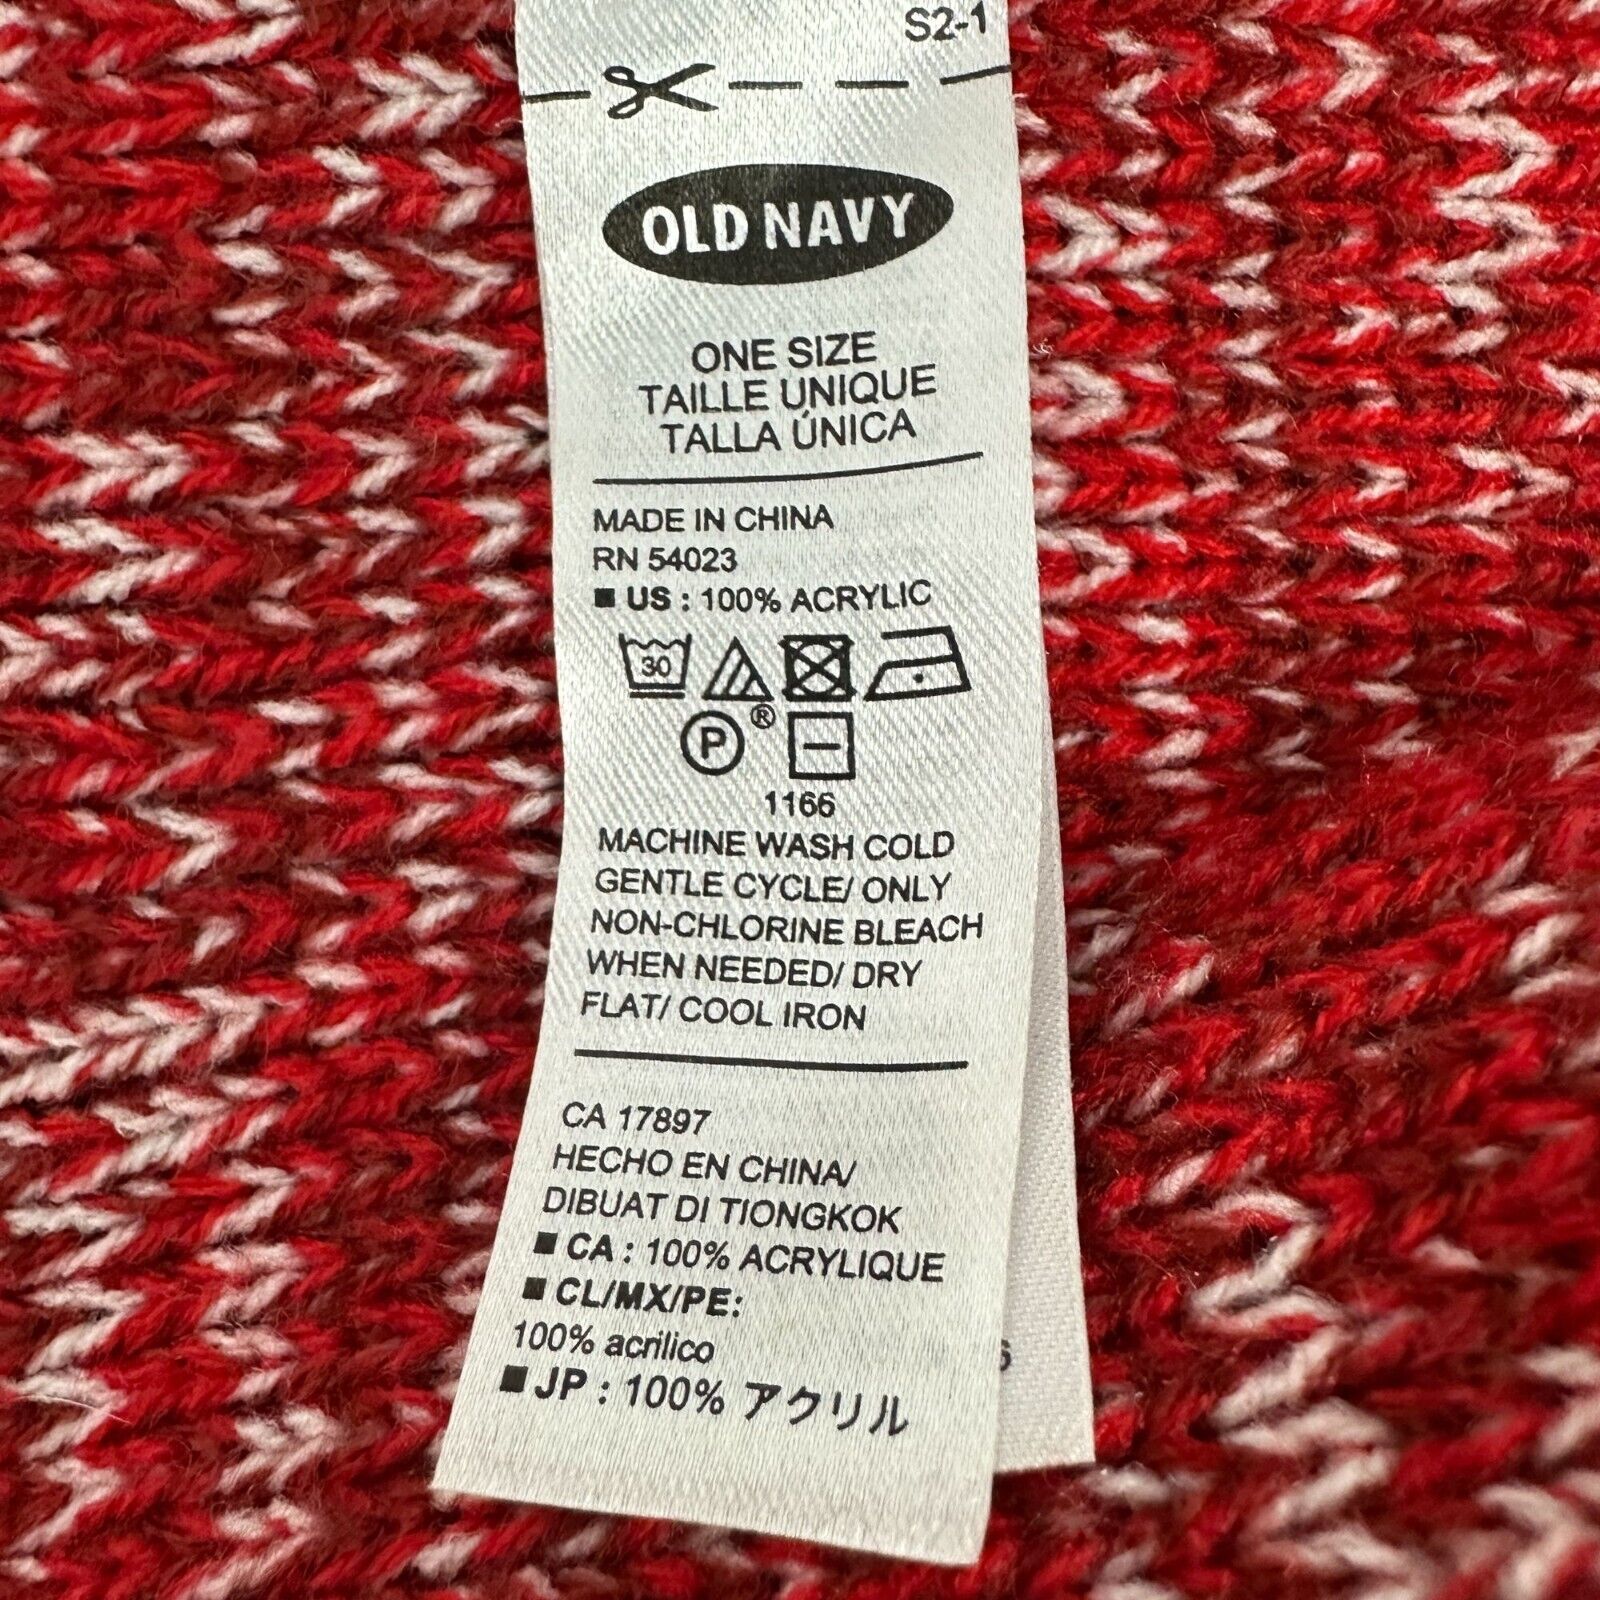 S2-1
OLD NAVY
ONE SIZE
TAILLE UNIQUE
TALLA ÚNICA
MADE IN CHINA
RN 54023
■ US : 100% ACRYLIC
30
P ®
1166
MACHINE WASH COLD
GENTLE CYCLE/ ONLY
NON-CHLORINE BLEACH
WHEN NEEDED/ DRY
FLAT/ COOL IRON
CA 17897
HECHO EN CHINA/
DIBUAT DI TIONGKOK
■ CA : 100% ACRYLIQUE
■ CL/MX/PE:
100% acrilico
■ JP : 100% アクリル